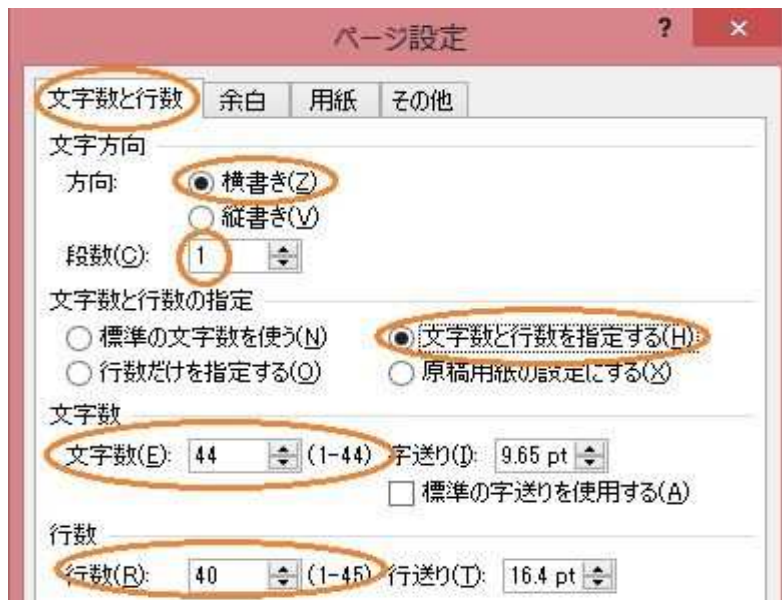 ページ設定
?
×
文字数と行数 余白 用紙 その他
文字方向
方向: 横書き(Z)
縦書き(V)
段数(C): 1
文字数と行数の指定
標準の文字数を使う(N) 文字数と行数を指定する(H)
行数だけを指定する(O) 原稿用紙の設定にする(X)
文字数
文字数(E): 44 (1-44) 字送り(I): 9.65 pt
標準の字送りを使用する(A)
行数
行数(R): 40 (1-45) 行送り(T): 16.4 pt